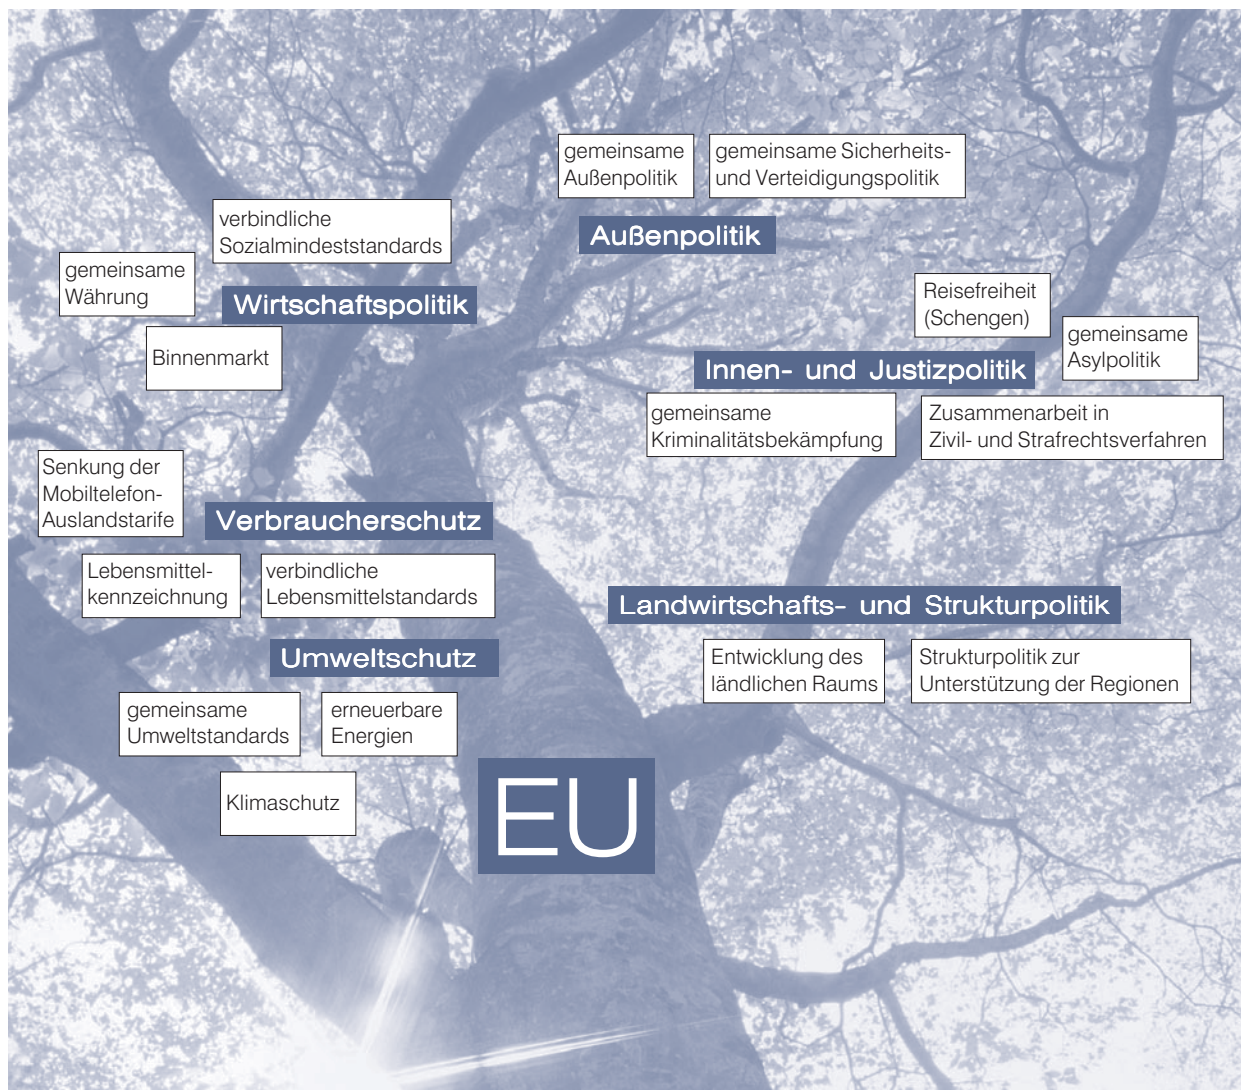 gemeinsame
Außenpolitik
gemeinsame Sicherheits-
und Verteidigungspolitik
Außenpolitik
verbindliche
Sozialmindeststandards
gemeinsame
Währung
Wirtschaftspolitik
Binnenmarkt
Reisefreiheit
(Schengen)
gemeinsame
Asylpolitik
Innen- und Justizpolitik
gemeinsame
Kriminalitätsbekämpfung
Zusammenarbeit in
Zivil- und Strafrechtsverfahren
Senkung der
Mobiltelefon-
Auslandstarife
Verbraucherschutz
Lebensmittel-
kennzeichnung
verbindliche
Lebensmittelstandards
Landwirtschafts- und Strukturpolitik
Entwicklung des
ländlichen Raums
Strukturpolitik zur
Unterstützung der Regionen
Umweltschutz
gemeinsame
Umweltstandards
erneuerbare
Energien
Klimaschutz
EU